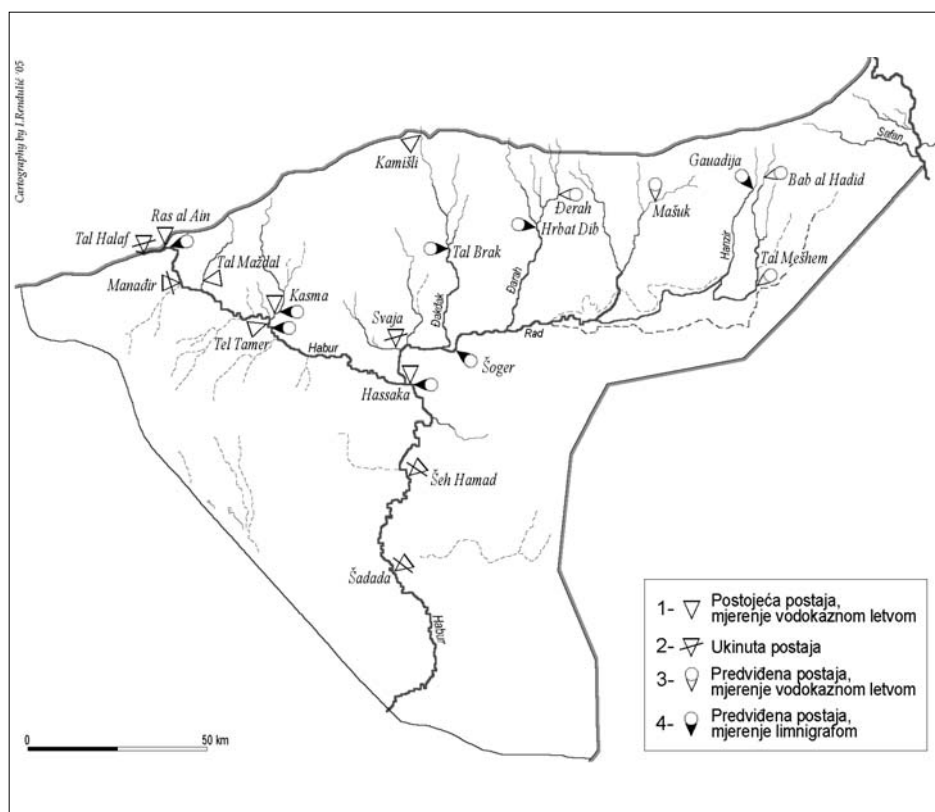 Cartography by I.Rendulić '05
Safan
Kamišli
Gauadija
Bab al Hadid
Đerah
Mašuk
Ras al Ain
Hrbat Dib
Tal Halaf
Tal Brak
Tal Maždal
Hanzir
Tal Mešhem
Manađir
Kasma
Đakđak
Đarah
Svaja
Tel Tamer
Habur
Rad
Šoger
Hassaka
Šeh Hamad
Šadada
Habur
1- Postojeća postaja,
mjerenje vodokaznom letvom
2- Ukinuta postaja
3- Predviđena postaja,
mjerenje vodokaznom letvom
4- Predviđena postaja,
mjerenje limnigrafom
0 50 km